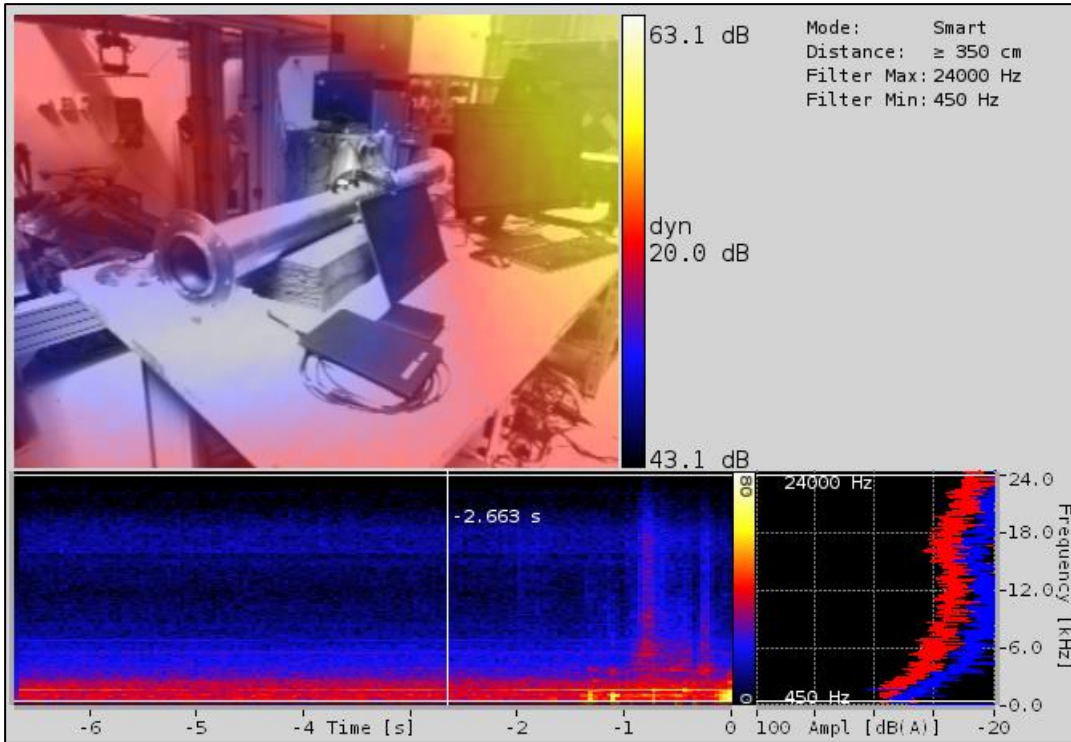 63.1 dB
dyn
20.0 dB
43.1 dB
Mode: Smart
Distance: ≥ 350 cm
Filter Max: 24000 Hz
Filter Min: 450 Hz
-2.663 s
80
0
24000 Hz
450 Hz
-24.0
-18.0
-12.0
-6.0
-0.0
Frequency [kHz]
-6 -5 -4 Time [s] -2 -1 0
100 Ampl [dB(A)] -20